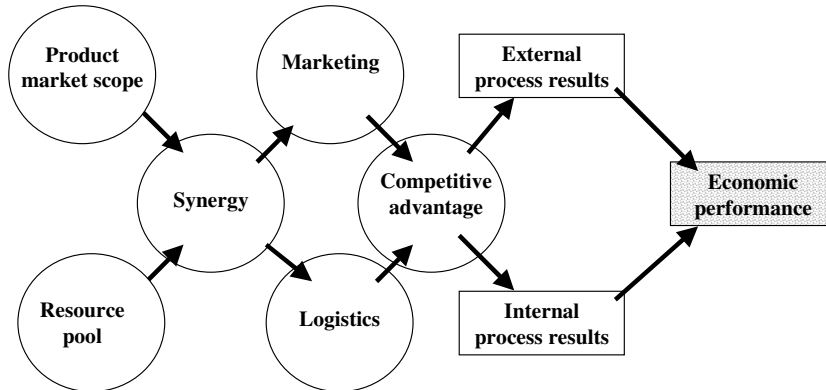 Product
market scope
Marketing
External
process results
Synergy
Competitive
advantage
Economic
performance
Resource
pool
Logistics
Internal
process results